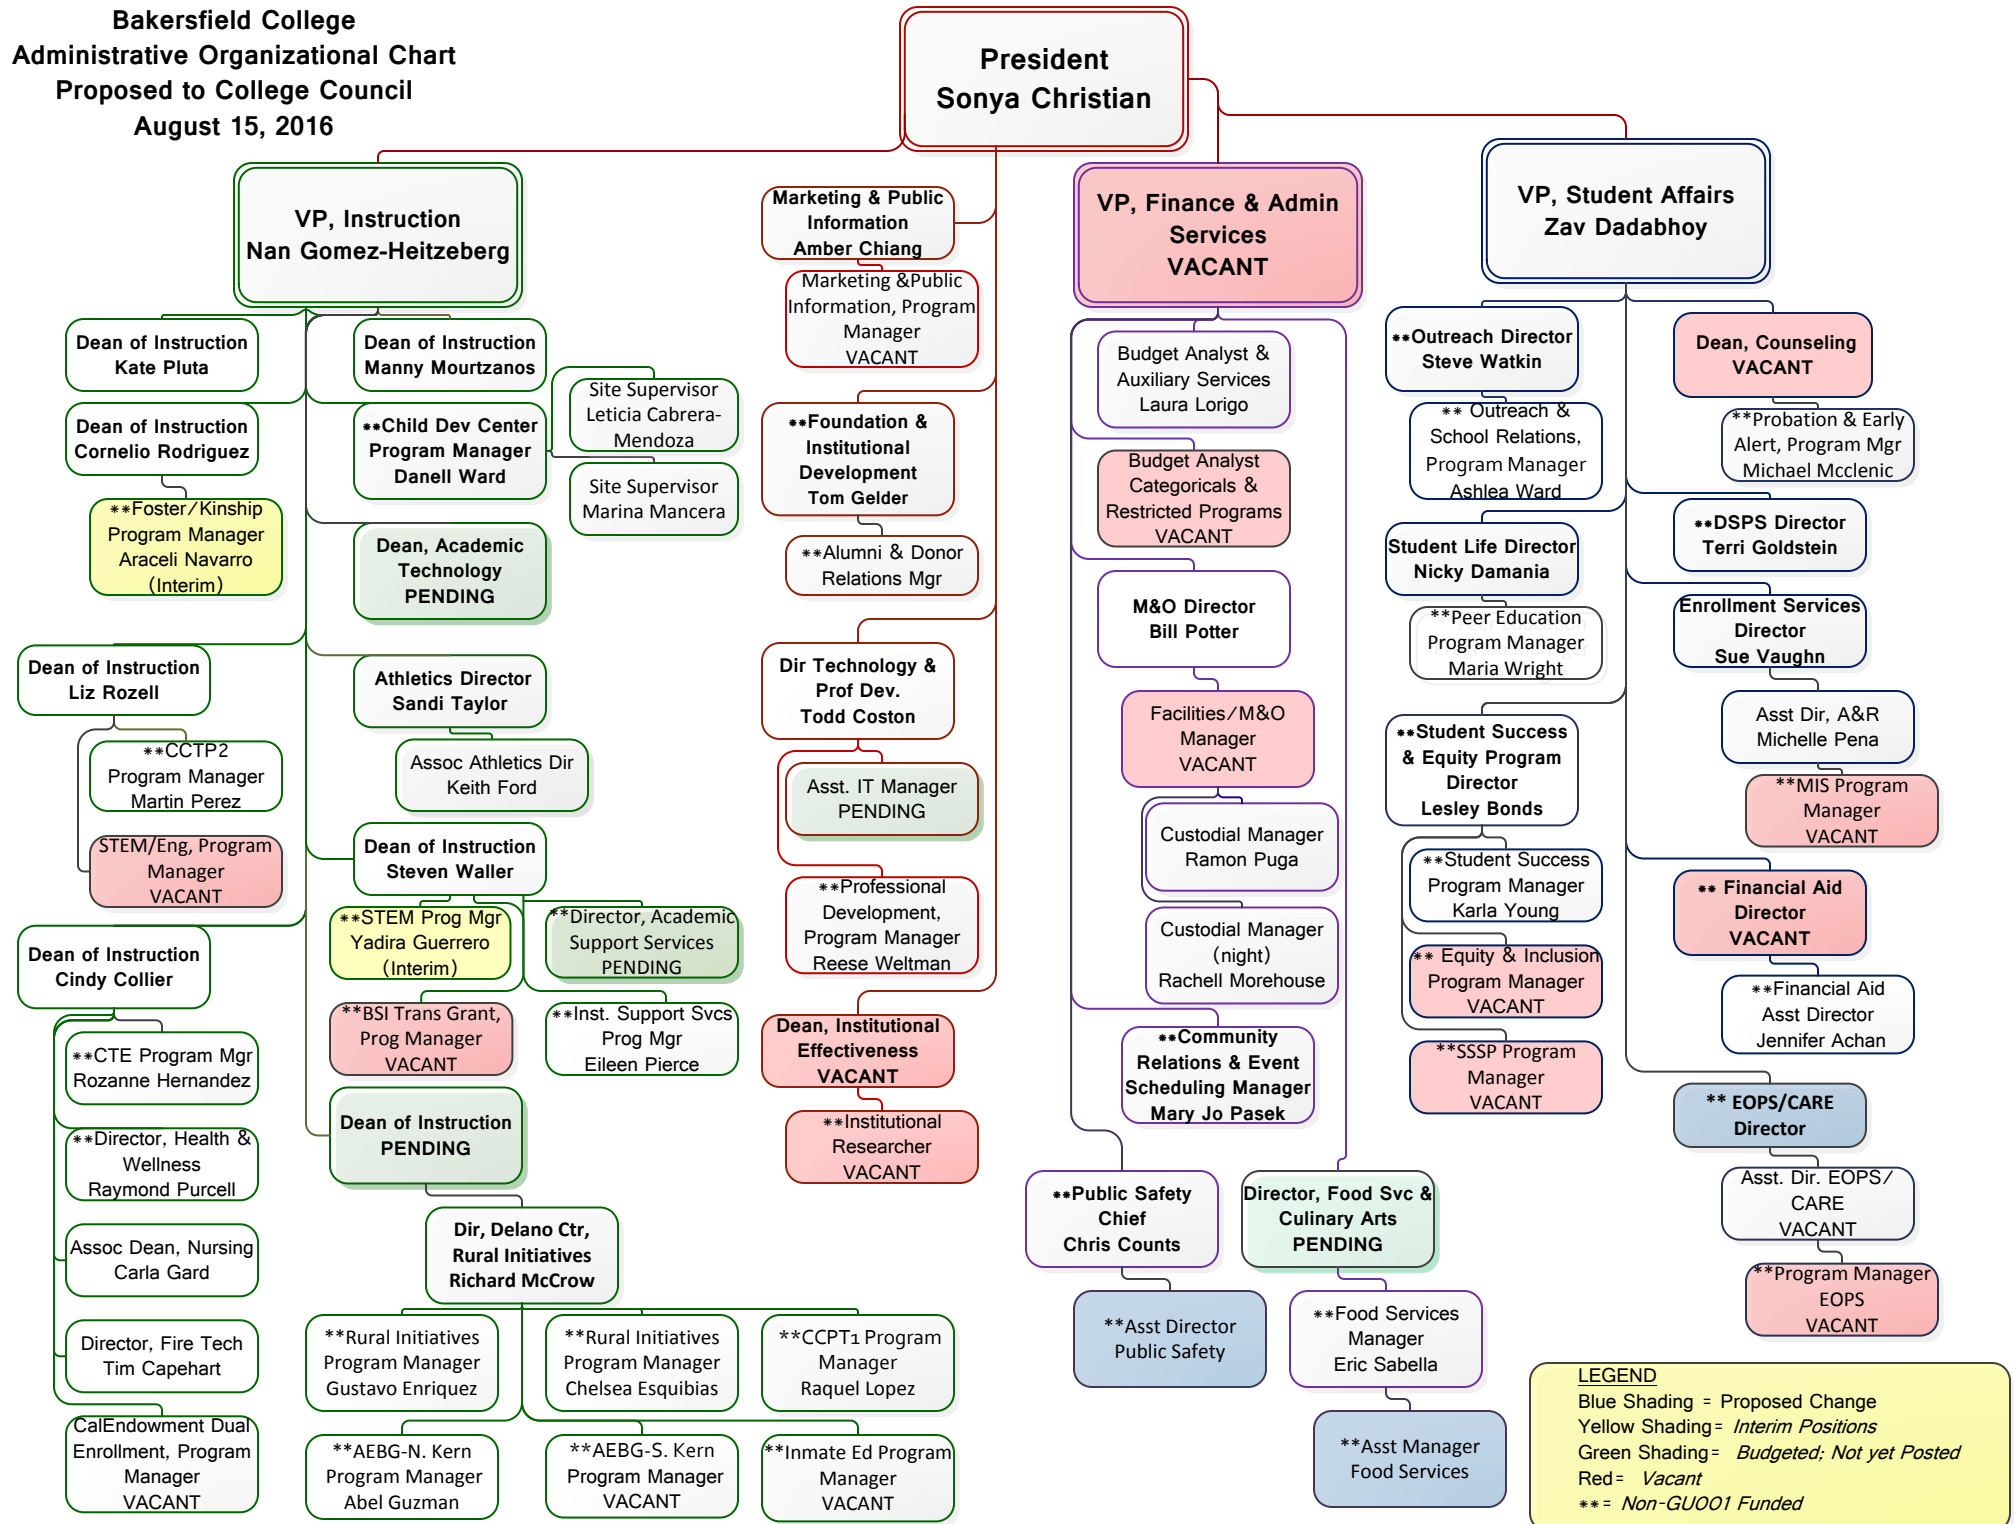 Bakersfield College
Administrative Organizational Chart
Proposed to College Council
August 15, 2016
President
Sonya Christian
VP, Instruction
Nan Gomez-Heitzeberg
Dean of Instruction
Kate Pluta
Dean of Instruction
Manny Mourtzanos
Dean of Instruction
Cornelio Rodriguez
**Foster/Kinship
Program Manager
Araceli Navarro
(Interim)
**Child Dev Center
Program Manager
Danell Ward
Site Supervisor
Leticia Cabrera-
Mendoza
Site Supervisor
Marina Mancera
Dean, Academic
Technology
PENDING
Dean of Instruction
Liz Rozell
**CCTP2
Program Manager
Martin Perez
STEM/Eng, Program
Manager
VACANT
Athletics Director
Sandi Taylor
Assoc Athletics Dir
Keith Ford
Dean of Instruction
Steven Waller
**STEM Prog Mgr
Yadira Guerrero
(Interim)
**Director, Academic
Support Services
PENDING
**BSI Trans Grant,
Prog Manager
VACANT
**Inst. Support Svcs
Prog Mgr
Eileen Pierce
Dean of Instruction
Cindy Collier
**CTE Program Mgr
Rozanne Hernandez
**Director, Health &
Wellness
Raymond Purcell
Assoc Dean, Nursing
Carla Gard
Director, Fire Tech
Tim Capehart
CalEndowment Dual
Enrollment, Program
Manager
VACANT
Dean of Instruction
PENDING
Dir, Delano Ctr,
Rural Initiatives
Richard McCrow
**Rural Initiatives
Program Manager
Gustavo Enriquez
**Rural Initiatives
Program Manager
Chelsea Esquibias
**CCPT1 Program
Manager
Raquel Lopez
**AEBG-N. Kern
Program Manager
Abel Guzman
**AEBG-S. Kern
Program Manager
VACANT
**Inmate Ed Program
Manager
VACANT
Marketing & Public
Information
Amber Chiang
Marketing &Public
Information, Program
Manager
VACANT
**Foundation &
Institutional
Development
Tom Gelder
**Alumni & Donor
Relations Mgr
Dir Technology &
Prof Dev.
Todd Coston
Asst. IT Manager
PENDING
**Professional
Development,
Program Manager
Reese Weltman
Dean, Institutional
Effectiveness
VACANT
**Institutional
Researcher
VACANT
VP, Finance & Admin
Services
VACANT
Budget Analyst &
Auxiliary Services
Laura Lorigo
Budget Analyst
Categoricals &
Restricted Programs
VACANT
M&O Director
Bill Potter
Facilities/M&O
Manager
VACANT
Custodial Manager
Ramon Puga
Custodial Manager
(night)
Rachell Morehouse
**Community
Relations & Event
Scheduling Manager
Mary Jo Pasek
**Public Safety
Chief
Chris Counts
**Asst Director
Public Safety
Director, Food Svc &
Culinary Arts
PENDING
**Food Services
Manager
Eric Sabella
**Asst Manager
Food Services
VP, Student Affairs
Zav Dadabhoy
**Outreach Director
Steve Watkin
** Outreach &
School Relations,
Program Manager
Ashlea Ward
Student Life Director
Nicky Damania
**Peer Education
Program Manager
Maria Wright
**Student Success
& Equity Program
Director
Lesley Bonds
**Student Success
Program Manager
Karla Young
** Equity & Inclusion
Program Manager
VACANT
**SSSP Program
Manager
VACANT
Dean, Counseling
VACANT
**Probation & Early
Alert, Program Mgr
Michael Mcclenic
**DSPS Director
Terri Goldstein
Enrollment Services
Director
Sue Vaughn
Asst Dir, A&R
Michelle Pena
**MIS Program
Manager
VACANT
** Financial Aid
Director
VACANT
**Financial Aid
Asst Director
Jennifer Achan
** EOPS/CARE
Director
Asst. Dir. EOPS/
CARE
VACANT
**Program Manager
EOPS
VACANT
LEGEND
Blue Shading = Proposed Change
Yellow Shading= Interim Positions
Green Shading= Budgeted; Not yet Posted
Red= Vacant
**= Non-GU001 Funded